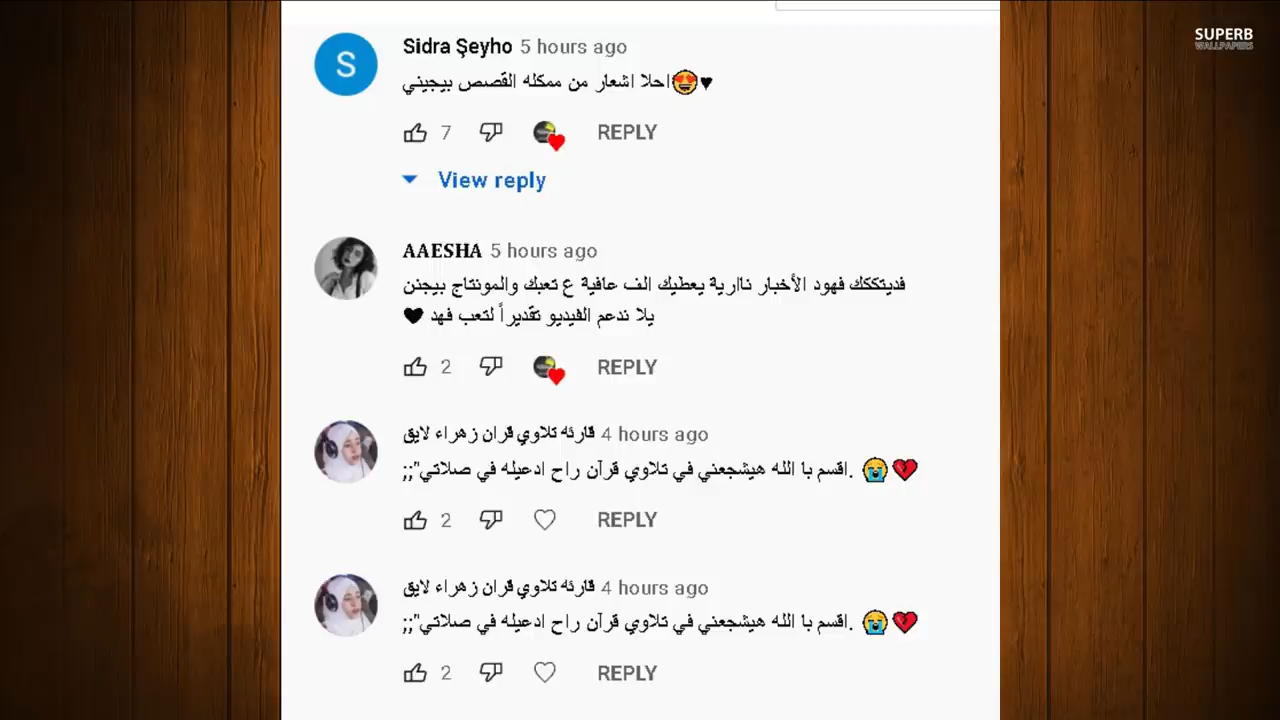 SUPERB
WALLPAPERS
Sidra Şeyho 5 hours ago
احلا اشعار من ممكله القصص بيجيني😍♥
7 REPLY
View reply
AAESHA 5 hours ago
فديتككك فهود الأخبار ناارية يعطيك الف عافية ع تعبك والمونتاج بيجنن
يلا ندعم الفيديو تقديراً لتعب فهد 🖤
2 REPLY
قارئه تلاوي قران زهراء لايق 4 hours ago
.اقسم با الله هيشجعني في تلاوي قرآن راح ادعيله في صلاتي";; 😭💔
2 REPLY
قارئه تلاوي قران زهراء لايق 4 hours ago
.اقسم با الله هيشجعني في تلاوي قرآن راح ادعيله في صلاتي";; 😭💔
2 REPLY
S